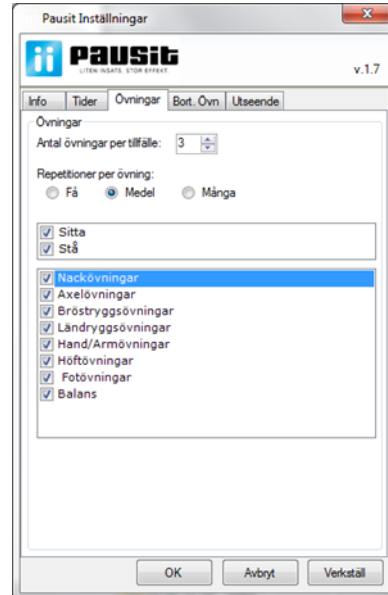 Pausit Inställningar
Pausit
LITEN INSATS. STOR EFFEKT.
v.1.7
Info Tider Övningar Bort. Övn Utseende
Övningar
Antal övningar per tillfälle: 3
Repetitioner per övning:
Få Medel Många
Sitta
Stå
Nackövningar
Axelövningar
Bröstryggsövningar
Ländryggsövningar
Hand/Armövningar
Höftövningar
Fotövningar
Balans
OK Avbryt Verkställ